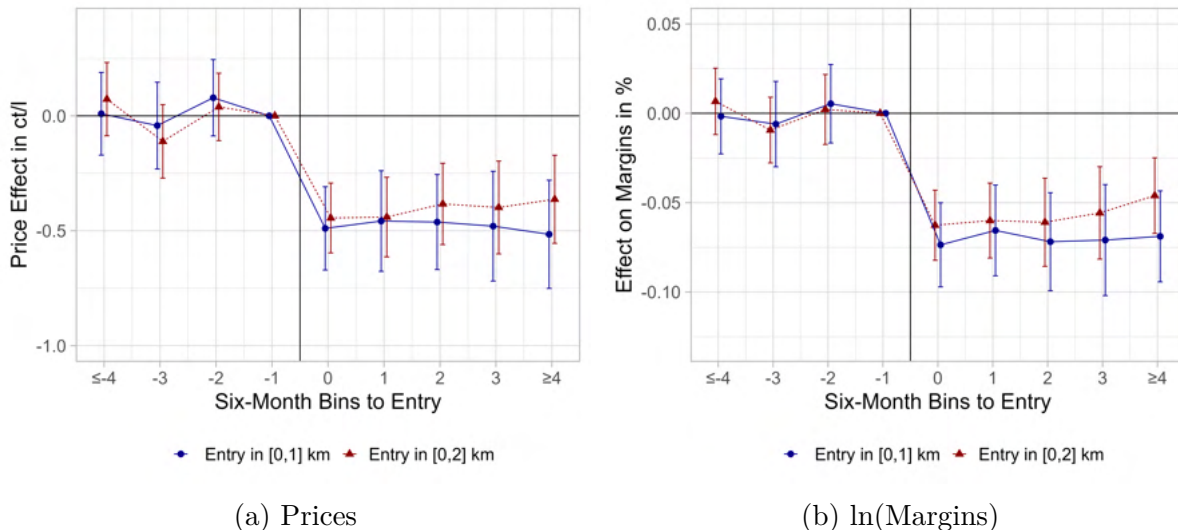 Price Effect in ct/l
0.0
-0.5
-1.0
≤-4 -3 -2 -1 0 1 2 3 ≥4
Six-Month Bins to Entry
Entry in [0,1] km Entry in [0,2] km
(a) Prices
Effect on Margins in %
0.05
0.00
-0.05
-0.10
≤-4 -3 -2 -1 0 1 2 3 ≥4
Six-Month Bins to Entry
Entry in [0,1] km Entry in [0,2] km
(b) ln(Margins)